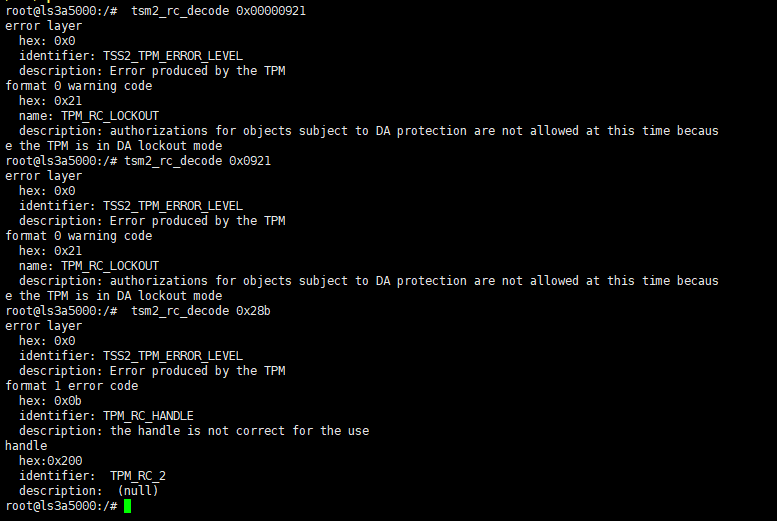 root@ls3a5000:/#  tsm2_rc_decode 0x00000921
error layer
  hex: 0x0
  identifier: TSS2_TPM_ERROR_LEVEL
  description: Error produced by the TPM
format 0 warning code
  hex: 0x21
  name: TPM_RC_LOCKOUT
  description: authorizations for objects subject to DA protection are not allowed at this time becaus
e the TPM is in DA lockout mode
root@ls3a5000:/# tsm2_rc_decode 0x0921
error layer
  hex: 0x0
  identifier: TSS2_TPM_ERROR_LEVEL
  description: Error produced by the TPM
format 0 warning code
  hex: 0x21
  name: TPM_RC_LOCKOUT
  description: authorizations for objects subject to DA protection are not allowed at this time becaus
e the TPM is in DA lockout mode
root@ls3a5000:/#  tsm2_rc_decode 0x28b
error layer
  hex: 0x0
  identifier: TSS2_TPM_ERROR_LEVEL
  description: Error produced by the TPM
format 1 error code
  hex: 0x0b
  identifier: TPM_RC_HANDLE
  description: the handle is not correct for the use
handle
  hex:0x200
  identifier:  TPM_RC_2
  description:  (null)
root@ls3a5000:/#